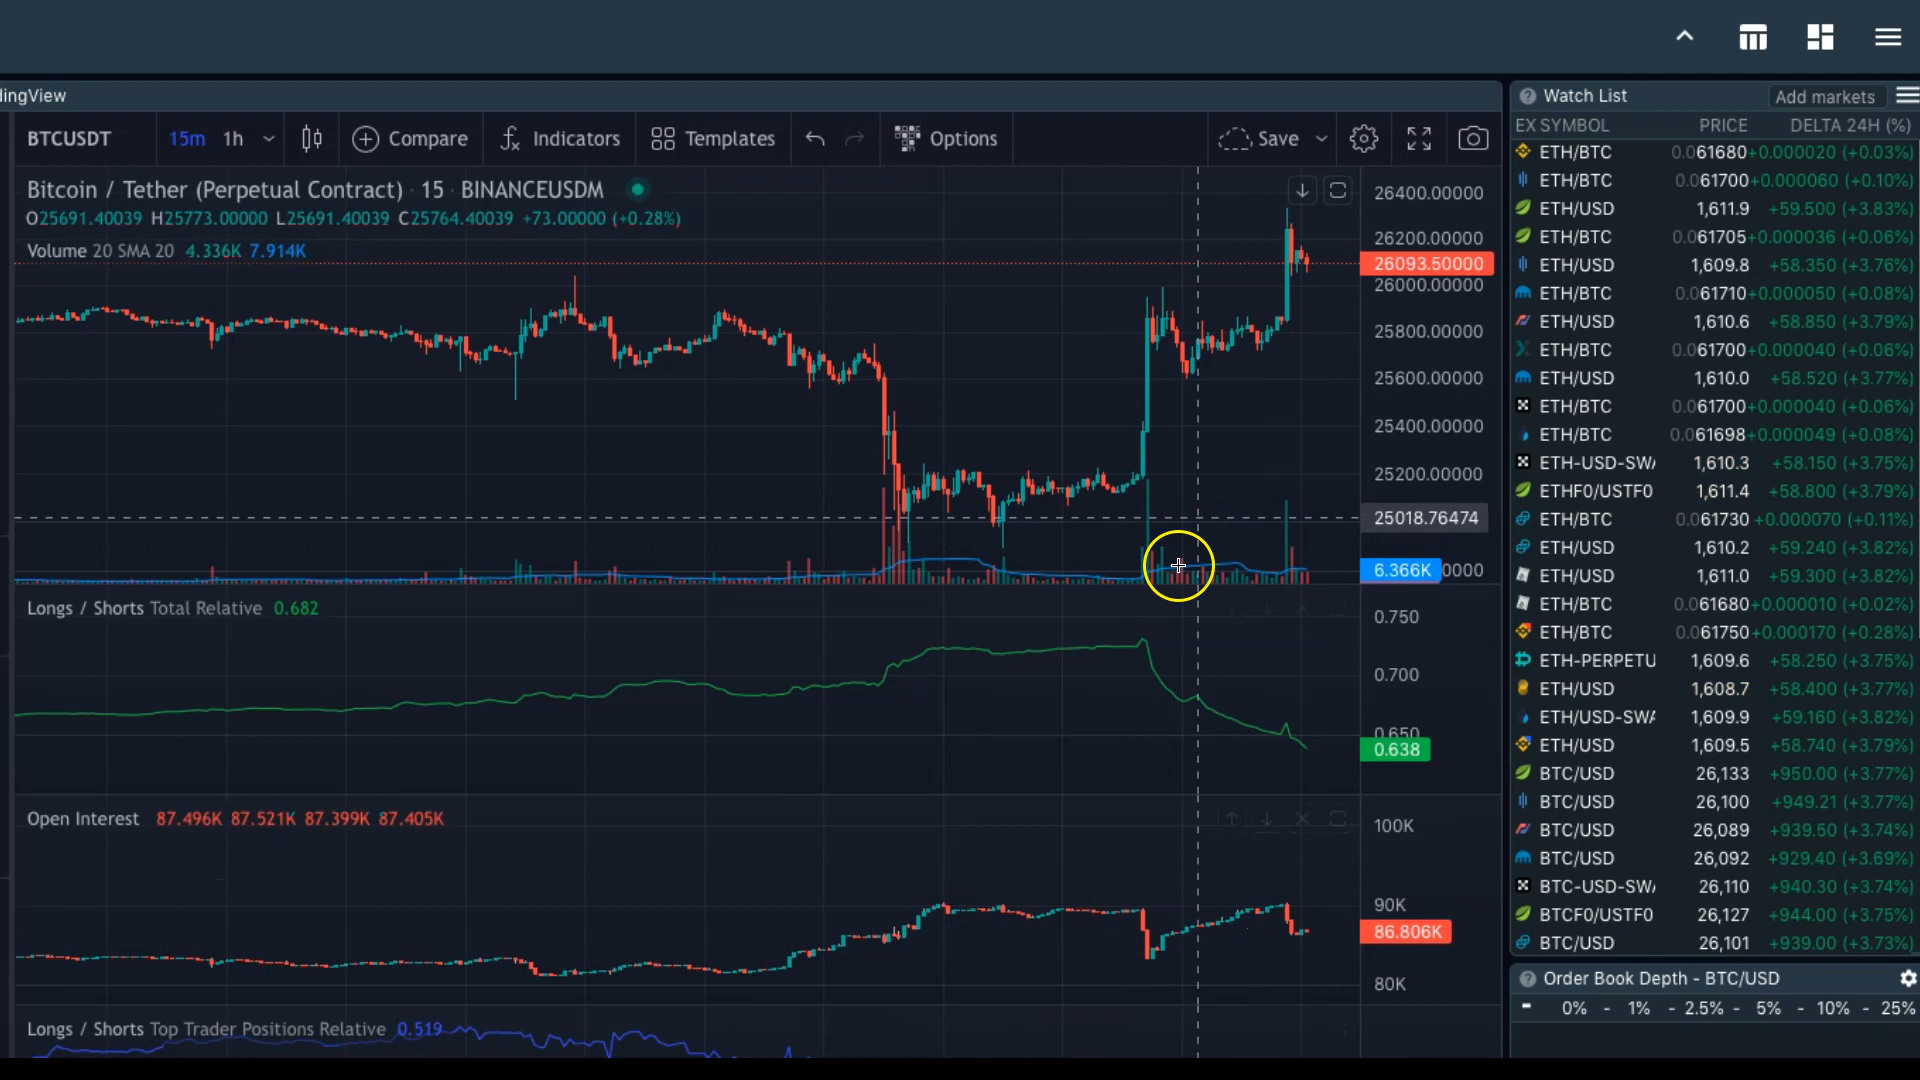 dingView
BTCUSDT 15m 1h Compare Indicators Templates Options Save
Bitcoin / Tether (Perpetual Contract) · 15 · BINANCEUSDM
O25691.40039 H25773.00000 L25691.40039 C25764.40039 +73.00000 (+0.28%)
Volume 20 SMA 20 4.336K 7.914K
26400.00000
26200.00000
26093.50000
26000.00000
25800.00000
25600.00000
25400.00000
25200.00000
25018.76474
6.366K 0000
Longs / Shorts Total Relative 0.682
0.750
0.700
0.650
0.638
Open Interest 87.496K 87.521K 87.399K 87.405K
100K
90K
86.806K
80K
Longs / Shorts Top Trader Positions Relative 0.519
Watch List Add markets
EX SYMBOL PRICE DELTA 24H (%)
ETH/BTC 0.061680 +0.000020 (+0.03%)
ETH/BTC 0.061700 +0.000060 (+0.10%)
ETH/USD 1,611.9 +59.500 (+3.83%)
ETH/BTC 0.061705 +0.000036 (+0.06%)
ETH/USD 1,609.8 +58.350 (+3.76%)
ETH/BTC 0.061710 +0.000050 (+0.08%)
ETH/USD 1,610.6 +58.850 (+3.79%)
ETH/BTC 0.061700 +0.000040 (+0.06%)
ETH/USD 1,610.0 +58.520 (+3.77%)
ETH/BTC 0.061700 +0.000040 (+0.06%)
ETH/BTC 0.061698 +0.000049 (+0.08%)
ETH-USD-SWA 1,610.3 +58.150 (+3.75%)
ETHF0/USTF0 1,611.4 +58.800 (+3.79%)
ETH/BTC 0.061730 +0.000070 (+0.11%)
ETH/USD 1,610.2 +59.240 (+3.82%)
ETH/USD 1,611.0 +59.300 (+3.82%)
ETH/BTC 0.061680 +0.000010 (+0.02%)
ETH/BTC 0.061750 +0.000170 (+0.28%)
ETH-PERPETU 1,609.6 +58.250 (+3.75%)
ETH/USD 1,608.7 +58.400 (+3.77%)
ETH/USD-SWA 1,609.9 +59.160 (+3.82%)
ETH/USD 1,609.5 +58.740 (+3.79%)
BTC/USD 26,133 +950.00 (+3.77%)
BTC/USD 26,100 +949.21 (+3.77%)
BTC/USD 26,089 +939.50 (+3.74%)
BTC/USD 26,092 +929.40 (+3.69%)
BTC-USD-SWA 26,110 +940.30 (+3.74%)
BTCF0/USTF0 26,127 +944.00 (+3.75%)
BTC/USD 26,101 +939.00 (+3.73%)
Order Book Depth - BTC/USD
- 0% - 1% - 2.5% - 5% - 10% - 25%